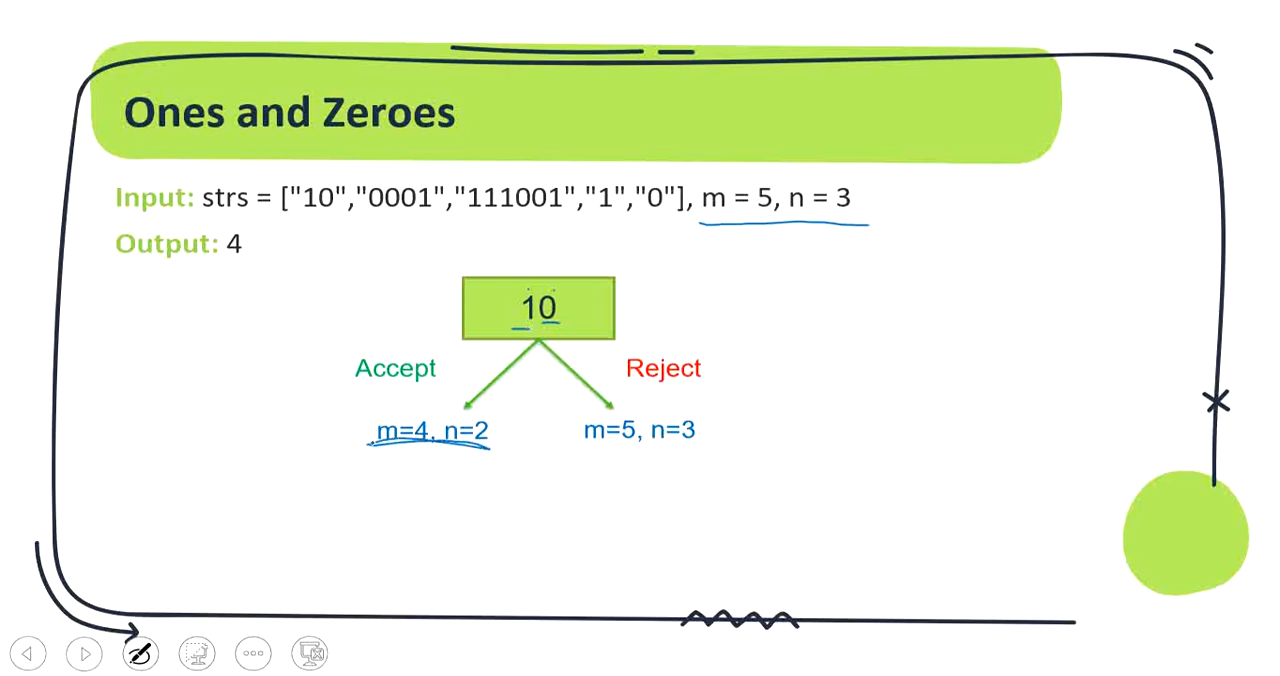 Ones and Zeroes
Input: strs = ["10","0001","111001","1","0"], m = 5, n = 3
Output: 4
10
Accept Reject
m=4, n=2 m=5, n=3